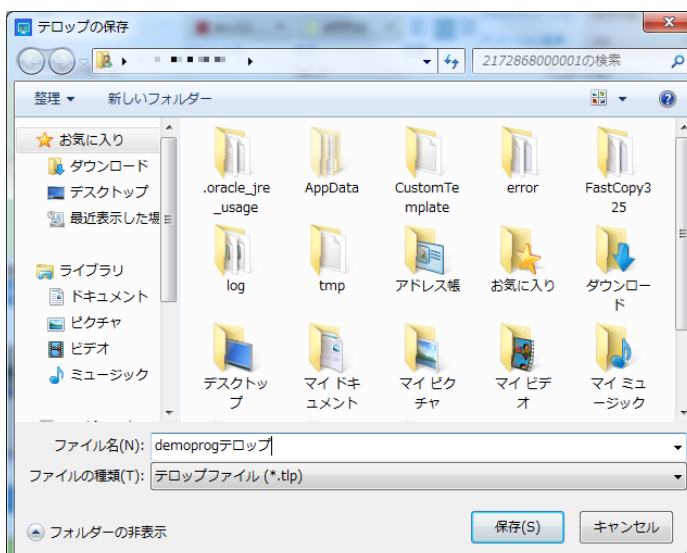 テロップの保存
2172868000001の検索
整理 新しいフォルダー
お気に入り
ダウンロード
デスクトップ
最近表示した場
ライブラリ
ドキュメント
ピクチャ
ビデオ
ミュージック
.oracle_jre
_usage
AppData
CustomTe
mplate
error
FastCopy3
25
log
tmp
アドレス帳
お気に入り
ダウンロー
ド
デスクトッ
プ
マイ ドキ
ュメント
マイ ピク
チャ
マイ ビデ
オ
マイ ミュ
ージック
ファイル名(N): demoprogテロップ
ファイルの種類(T): テロップファイル (*.tlp)
フォルダーの非表示
保存(S)
キャンセル